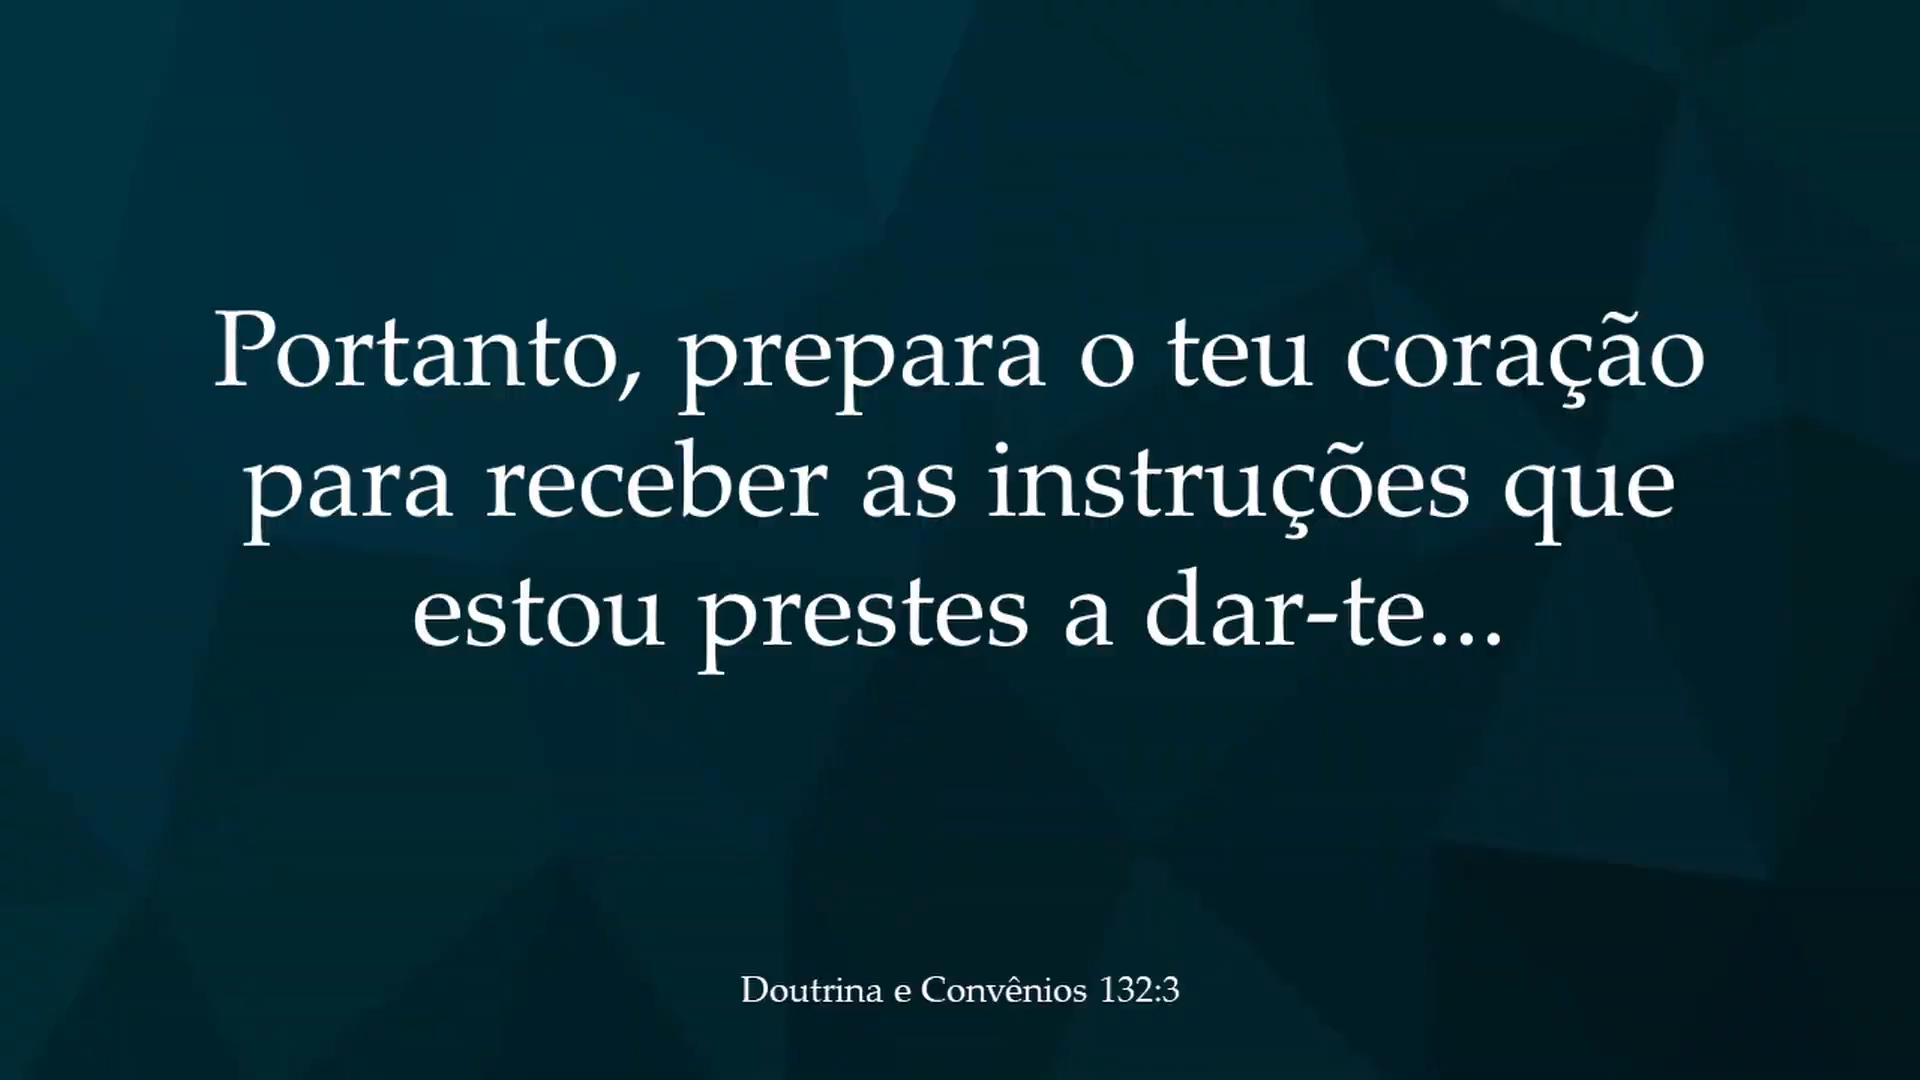 Portanto, prepara o teu coração
para receber as instruções que
estou prestes a dar-te...
Doutrina e Convênios 132:3